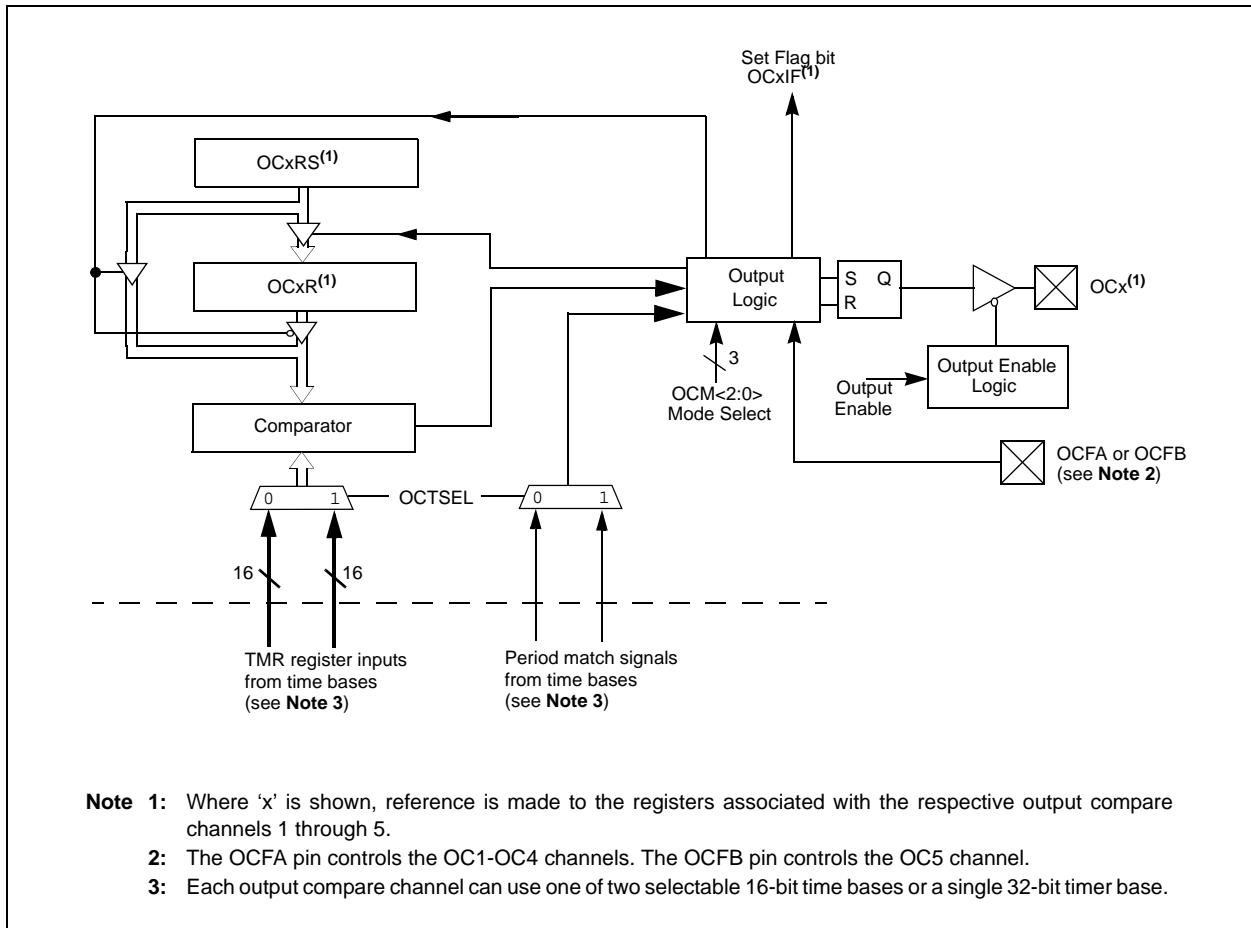 Set Flag bit
OCxIF(1)
OCxRS(1)
OCxR(1)
Comparator
Output
Logic
S Q
R
OCx(1)
3
OCM<2:0>
Mode Select
Output Enable
Logic
Output
Enable
OCFA or OCFB
(see Note 2)
0 1
OCTSEL
0 1
16
16
TMR register inputs
from time bases
(see Note 3)
Period match signals
from time bases
(see Note 3)
Note 1: Where ‘x’ is shown, reference is made to the registers associated with the respective output compare
channels 1 through 5.
2: The OCFA pin controls the OC1-OC4 channels. The OCFB pin controls the OC5 channel.
3: Each output compare channel can use one of two selectable 16-bit time bases or a single 32-bit timer base.